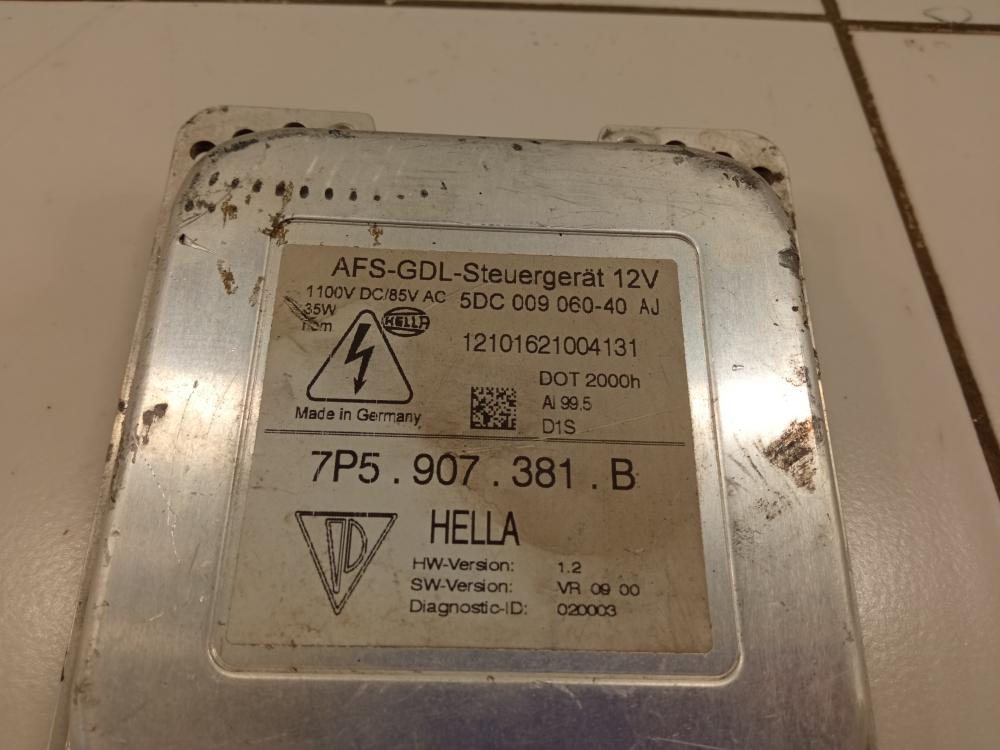 AFS-GDL-Steuergerät 12V
1100V DC/85V AC 5DC 009 060-40 AJ
35W
nom
HELLA
12101621004131
DOT 2000h
Al 99.5
Made in Germany
D1S
7P5 . 907 . 381 . B
HELLA
HW-Version: 1.2
SW-Version: VR 09 00
Diagnostic-ID: 020003